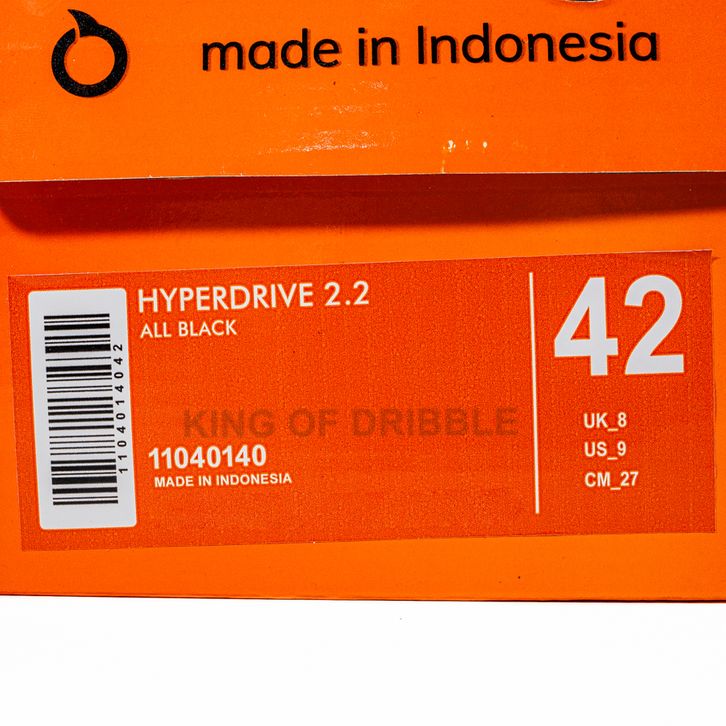 made in Indonesia
HYPERDRIVE 2.2
ALL BLACK
KING OF DRIBBLE
11040140
MADE IN INDONESIA
1104014042
42
UK_8
US_9
CM_27